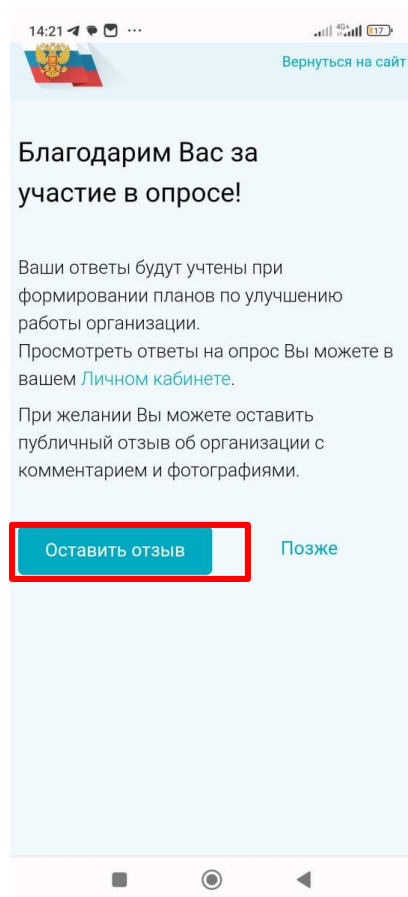 14:21
4G+
17
Вернуться на сайт
Благодарим Вас за
участие в опросе!
Ваши ответы будут учтены при
формировании планов по улучшению
работы организации.
Просмотреть ответы на опрос Вы можете в
вашем Личном кабинете.
При желании Вы можете оставить
публичный отзыв об организации с
комментарием и фотографиями.
Оставить отзыв
Позже